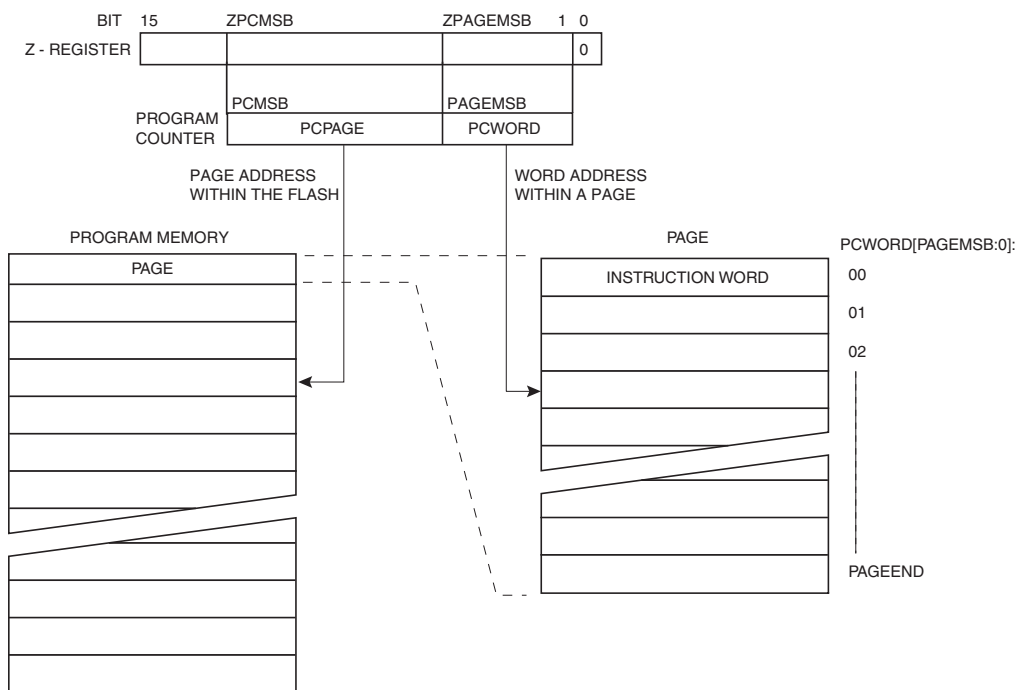 BIT 15 ZPCMSB ZPAGEMSB 1 0
Z - REGISTER 0
PCMSB PAGEMSB
PROGRAM
COUNTER
PCPAGE PCWORD
PAGE ADDRESS
WITHIN THE FLASH
WORD ADDRESS
WITHIN A PAGE
PROGRAM MEMORY
PAGE
PAGE
INSTRUCTION WORD
PCWORD[PAGEMSB:0]:
00
01
02
PAGEEND